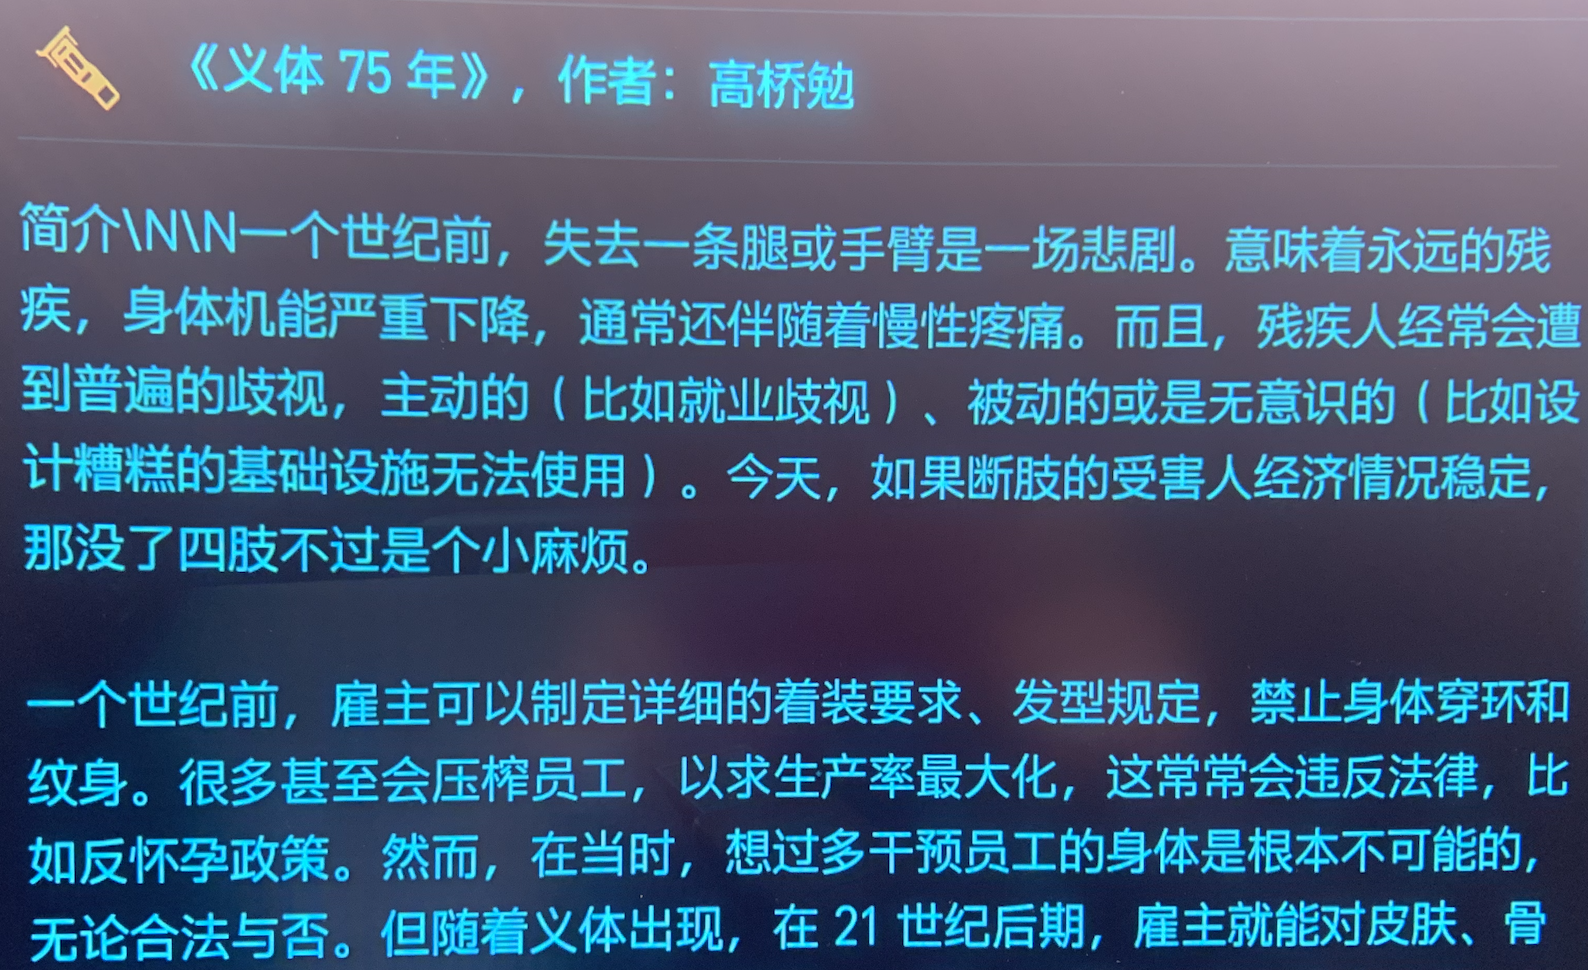 《义体 75 年》，作者：高桥勉
简介\N\N一个世纪前，失去一条腿或手臂是一场悲剧。意味着永远的残
疾，身体机能严重下降，通常还伴随着慢性疼痛。而且，残疾人经常会遭
到普遍的歧视，主动的（比如就业歧视）、被动的或是无意识的（比如设
计糟糕的基础设施无法使用）。今天，如果断肢的受害人经济情况稳定，
那没了四肢不过是个小麻烦。
一个世纪前，雇主可以制定详细的着装要求、发型规定，禁止身体穿环和
纹身。很多甚至会压榨员工，以求生产率最大化，这常常会违反法律，比
如反怀孕政策。然而，在当时，想过多干预员工的身体是根本不可能的，
无论合法与否。但随着义体出现，在 21 世纪后期，雇主就能对皮肤、骨